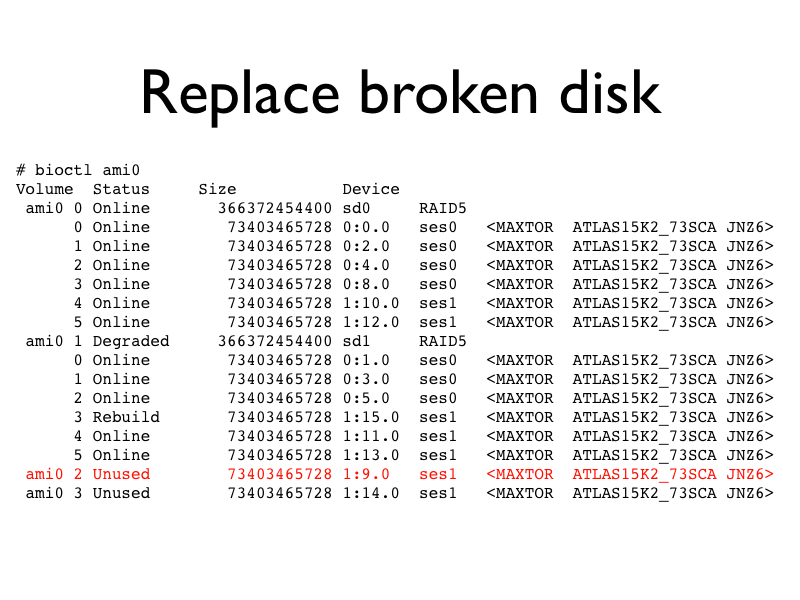 Replace broken disk
# bioctl ami0
Volume  Status     Size           Device
 ami0 0 Online       366372454400 sd0     RAID5
      0 Online        73403465728 0:0.0   ses0   <MAXTOR  ATLAS15K2_73SCA JNZ6>
      1 Online        73403465728 0:2.0   ses0   <MAXTOR  ATLAS15K2_73SCA JNZ6>
      2 Online        73403465728 0:4.0   ses0   <MAXTOR  ATLAS15K2_73SCA JNZ6>
      3 Online        73403465728 0:8.0   ses0   <MAXTOR  ATLAS15K2_73SCA JNZ6>
      4 Online        73403465728 1:10.0  ses1   <MAXTOR  ATLAS15K2_73SCA JNZ6>
      5 Online        73403465728 1:12.0  ses1   <MAXTOR  ATLAS15K2_73SCA JNZ6>
 ami0 1 Degraded     366372454400 sd1     RAID5
      0 Online        73403465728 0:1.0   ses0   <MAXTOR  ATLAS15K2_73SCA JNZ6>
      1 Online        73403465728 0:3.0   ses0   <MAXTOR  ATLAS15K2_73SCA JNZ6>
      2 Online        73403465728 0:5.0   ses0   <MAXTOR  ATLAS15K2_73SCA JNZ6>
      3 Rebuild       73403465728 1:15.0  ses1   <MAXTOR  ATLAS15K2_73SCA JNZ6>
      4 Online        73403465728 1:11.0  ses1   <MAXTOR  ATLAS15K2_73SCA JNZ6>
      5 Online        73403465728 1:13.0  ses1   <MAXTOR  ATLAS15K2_73SCA JNZ6>
 ami0 2 Unused        73403465728 1:9.0   ses1   <MAXTOR  ATLAS15K2_73SCA JNZ6>
 ami0 3 Unused        73403465728 1:14.0  ses1   <MAXTOR  ATLAS15K2_73SCA JNZ6>